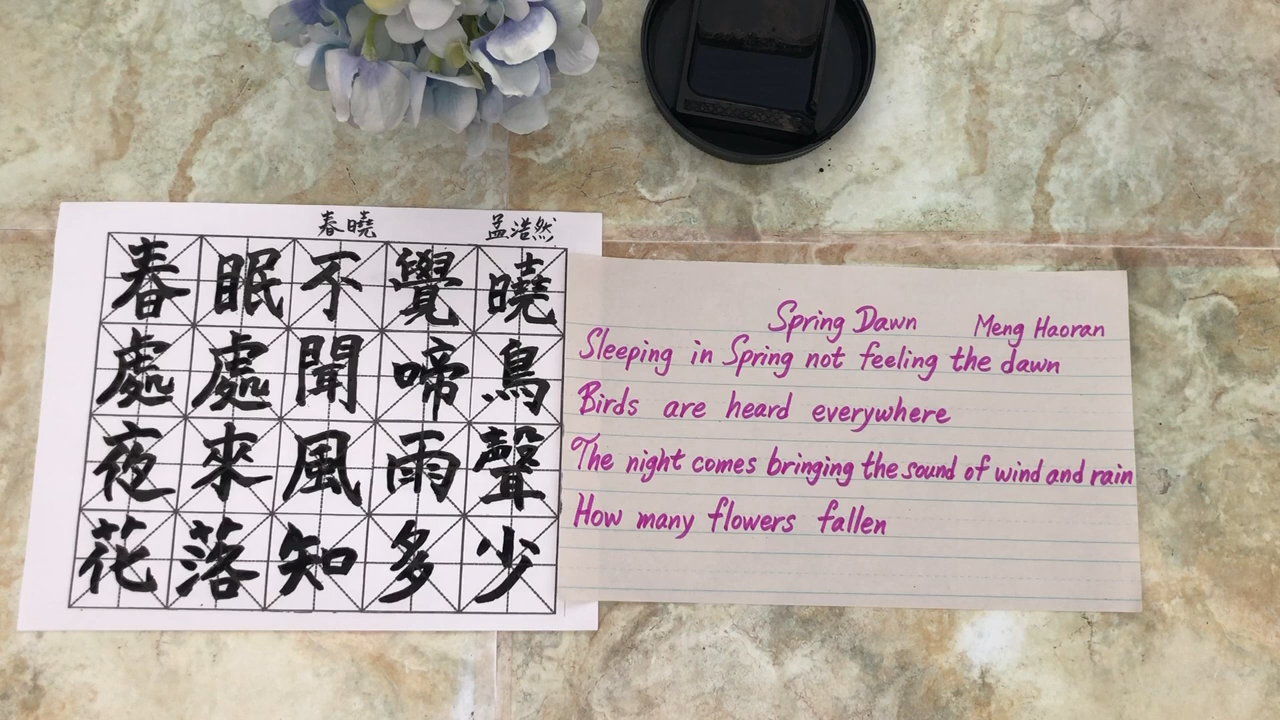 春曉 孟浩然
春眠不覺曉
處處聞啼鳥
夜來風雨聲
花落知多少
Spring Dawn Meng Haoran
Sleeping in Spring not feeling the dawn
Birds are heard everywhere
The night comes bringing the sound of wind and rain
How many flowers fallen